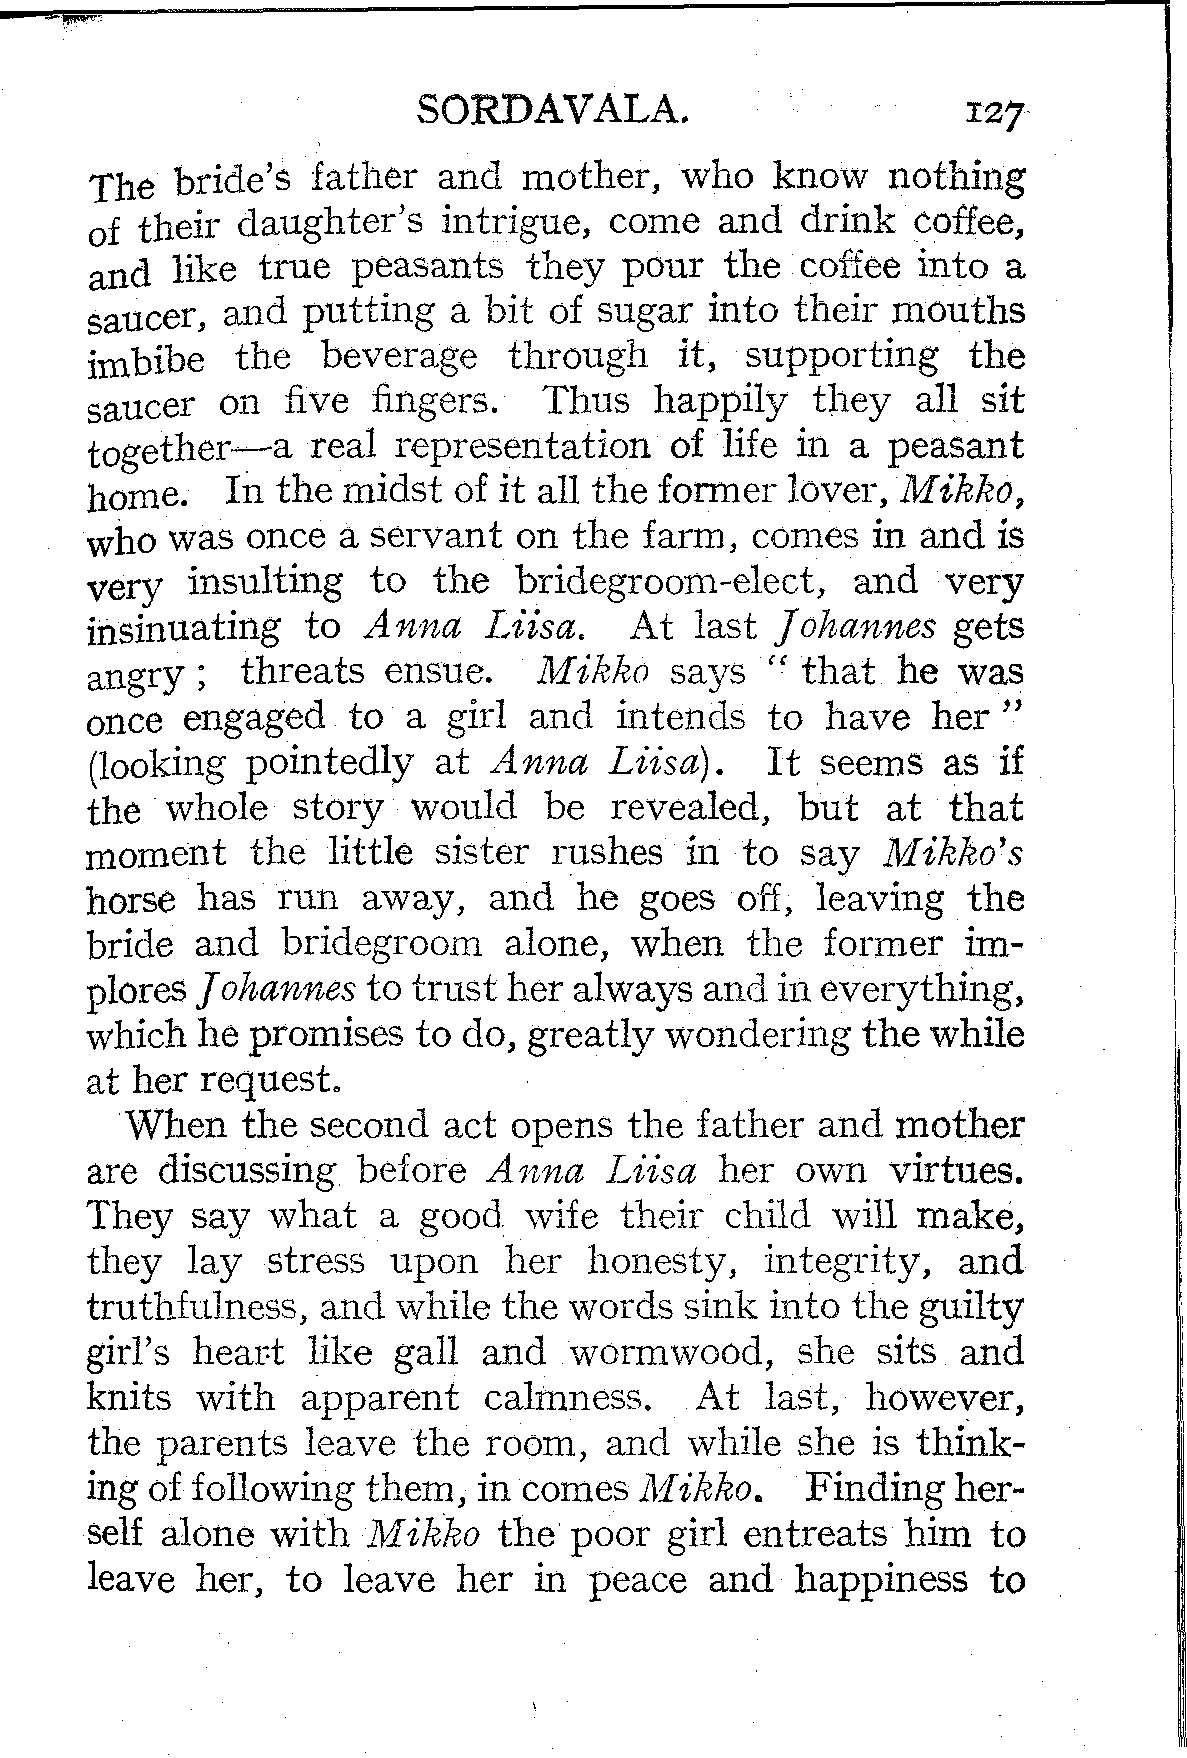 SORDAVALA. 127
The bride's father and mother, who know nothing
of their daughter's intrigue, come and drink coffee,
and like true peasants they pour the coffee into a
saucer, and putting a bit of sugar into their mouths
imbibe the beverage through it, supporting the
saucer on five fingers. Thus happily they all sit
together—a real representation of life in a peasant
home. In the midst of it all the former lover, Mikko,
who was once a servant on the farm, comes in and is
very insulting to the bridegroom-elect, and very
insinuating to Anna Liisa. At last Johannes gets
angry ; threats ensue. Mikko says “ that he was
once engaged to a girl and intends to have her ”
(looking pointedly at Anna Liisa). It seems as if
the whole story would be revealed, but at that
moment the little sister rushes in to say Mikko's
horse has run away, and he goes off, leaving the
bride and bridegroom alone, when the former im-
plores Johannes to trust her always and in everything,
which he promises to do, greatly wondering the while
at her request.
When the second act opens the father and mother
are discussing before Anna Liisa her own virtues.
They say what a good wife their child will make,
they lay stress upon her honesty, integrity, and
truthfulness, and while the words sink into the guilty
girl's heart like gall and wormwood, she sits and
knits with apparent calmness. At last, however,
the parents leave the room, and while she is think-
ing of following them, in comes Mikko. Finding her-
self alone with Mikko the poor girl entreats him to
leave her, to leave her in peace and happiness to